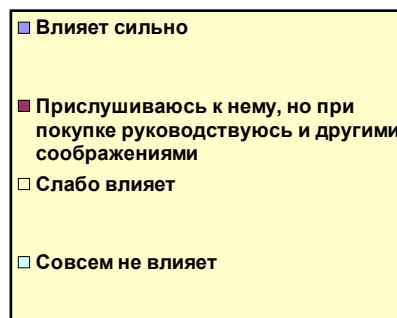 Влияет сильно
Прислушиваюсь к нему, но при
покупке руководствуюсь и другими
соображениями
Слабо влияет
Совсем не влияет